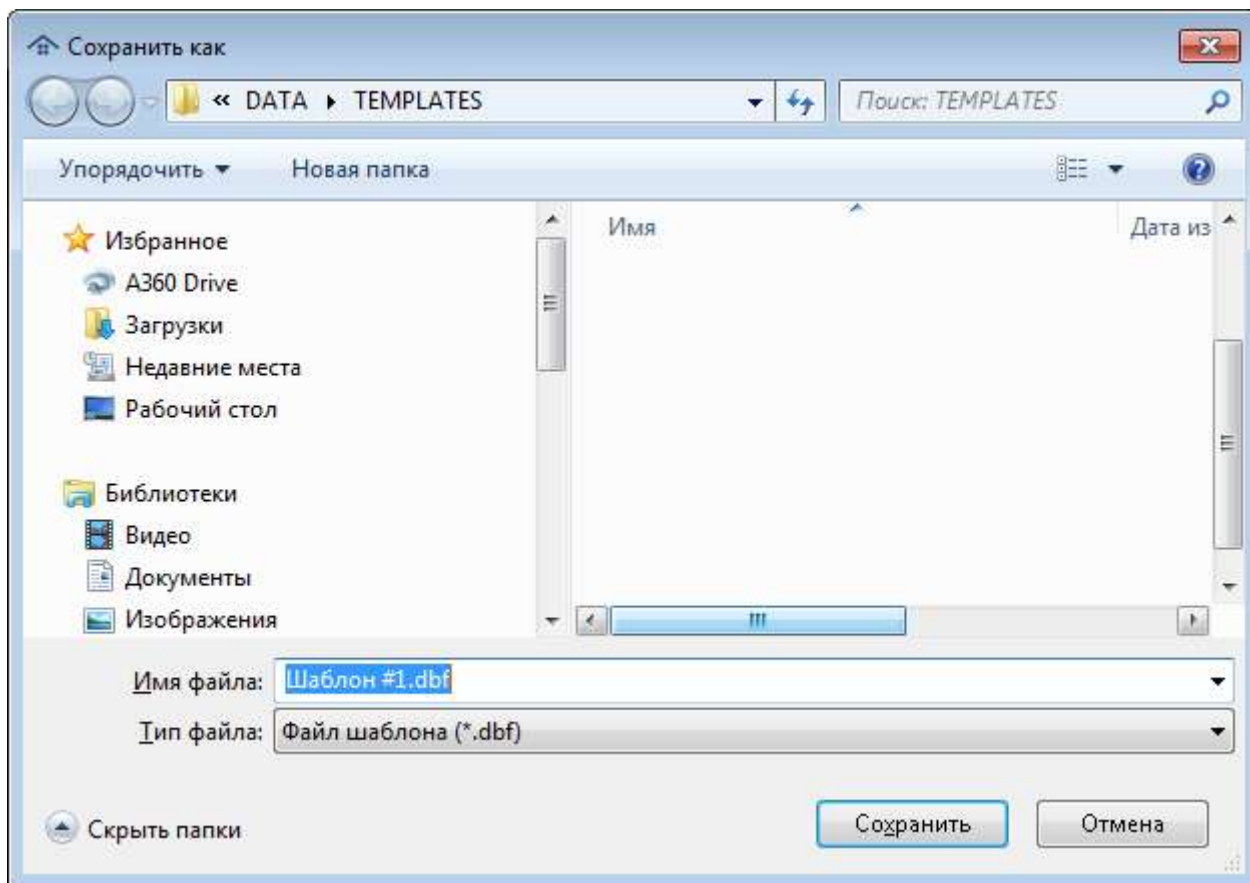 Сохранить как
« DATA TEMPLATES
Поиск: TEMPLATES
Упорядочить
Новая папка
Избранное
A360 Drive
Загрузки
Недавние места
Рабочий стол
Библиотеки
Видео
Документы
Изображения
Имя
Дата из
Имя файла: Шаблон #1.dbf
Тип файла: Файл шаблона (*.dbf)
Скрыть папки
Сохранить
Отмена